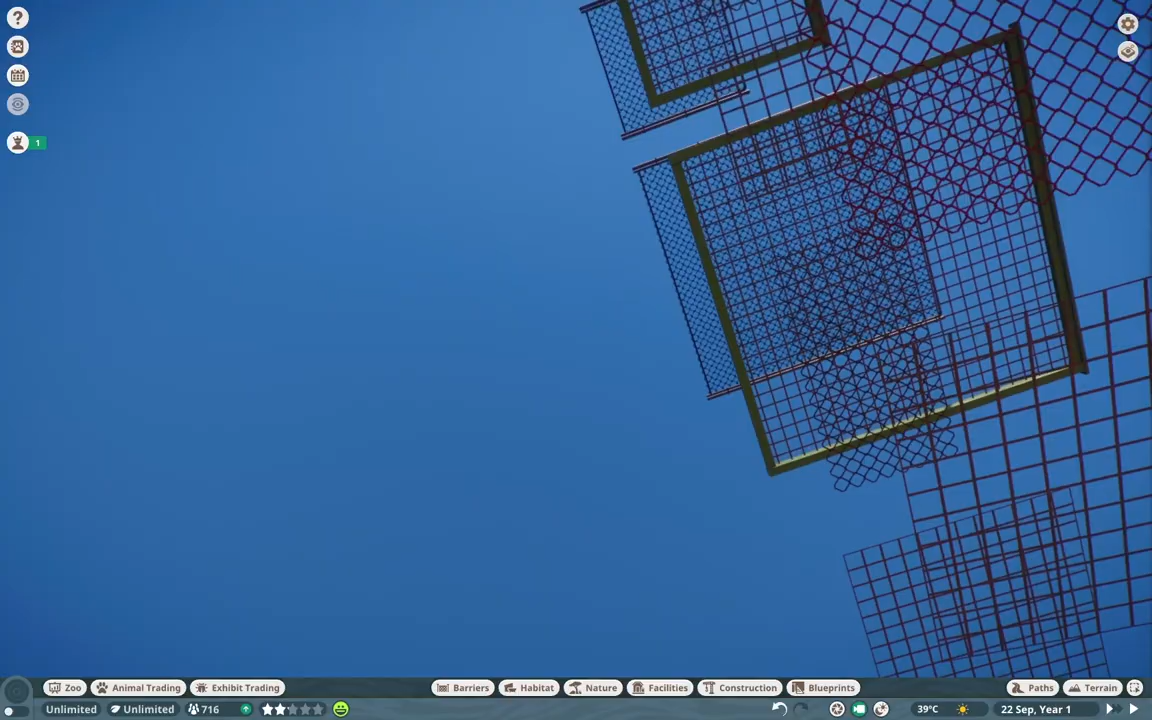 ?
1
Zoo
Animal Trading
Exhibit Trading
Barriers
Habitat
Nature
Facilities
Construction
Blueprints
Paths
Terrain
Unlimited
Unlimited
716
39°C
22 Sep, Year 1